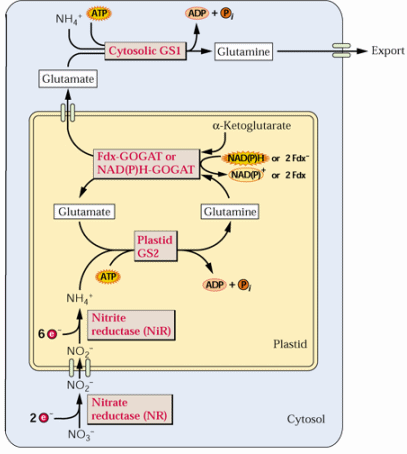 NH₄⁺
ATP
ADP + Pi
Cytosolic GS1
Glutamine
Export
Glutamate
α-Ketoglutarate
Fdx-GOGAT or
NAD(P)H-GOGAT
NAD(P)H or 2 Fdx⁻
NAD(P)⁺ or 2 Fdx
Glutamate
Glutamine
Plastid
GS2
ATP
ADP + Pi
NH₄⁺
Nitrite
reductase (NiR)
6 e⁻
Plastid
NO₂⁻
NO₂⁻
Nitrate
reductase (NR)
2 e⁻
Cytosol
NO₃⁻